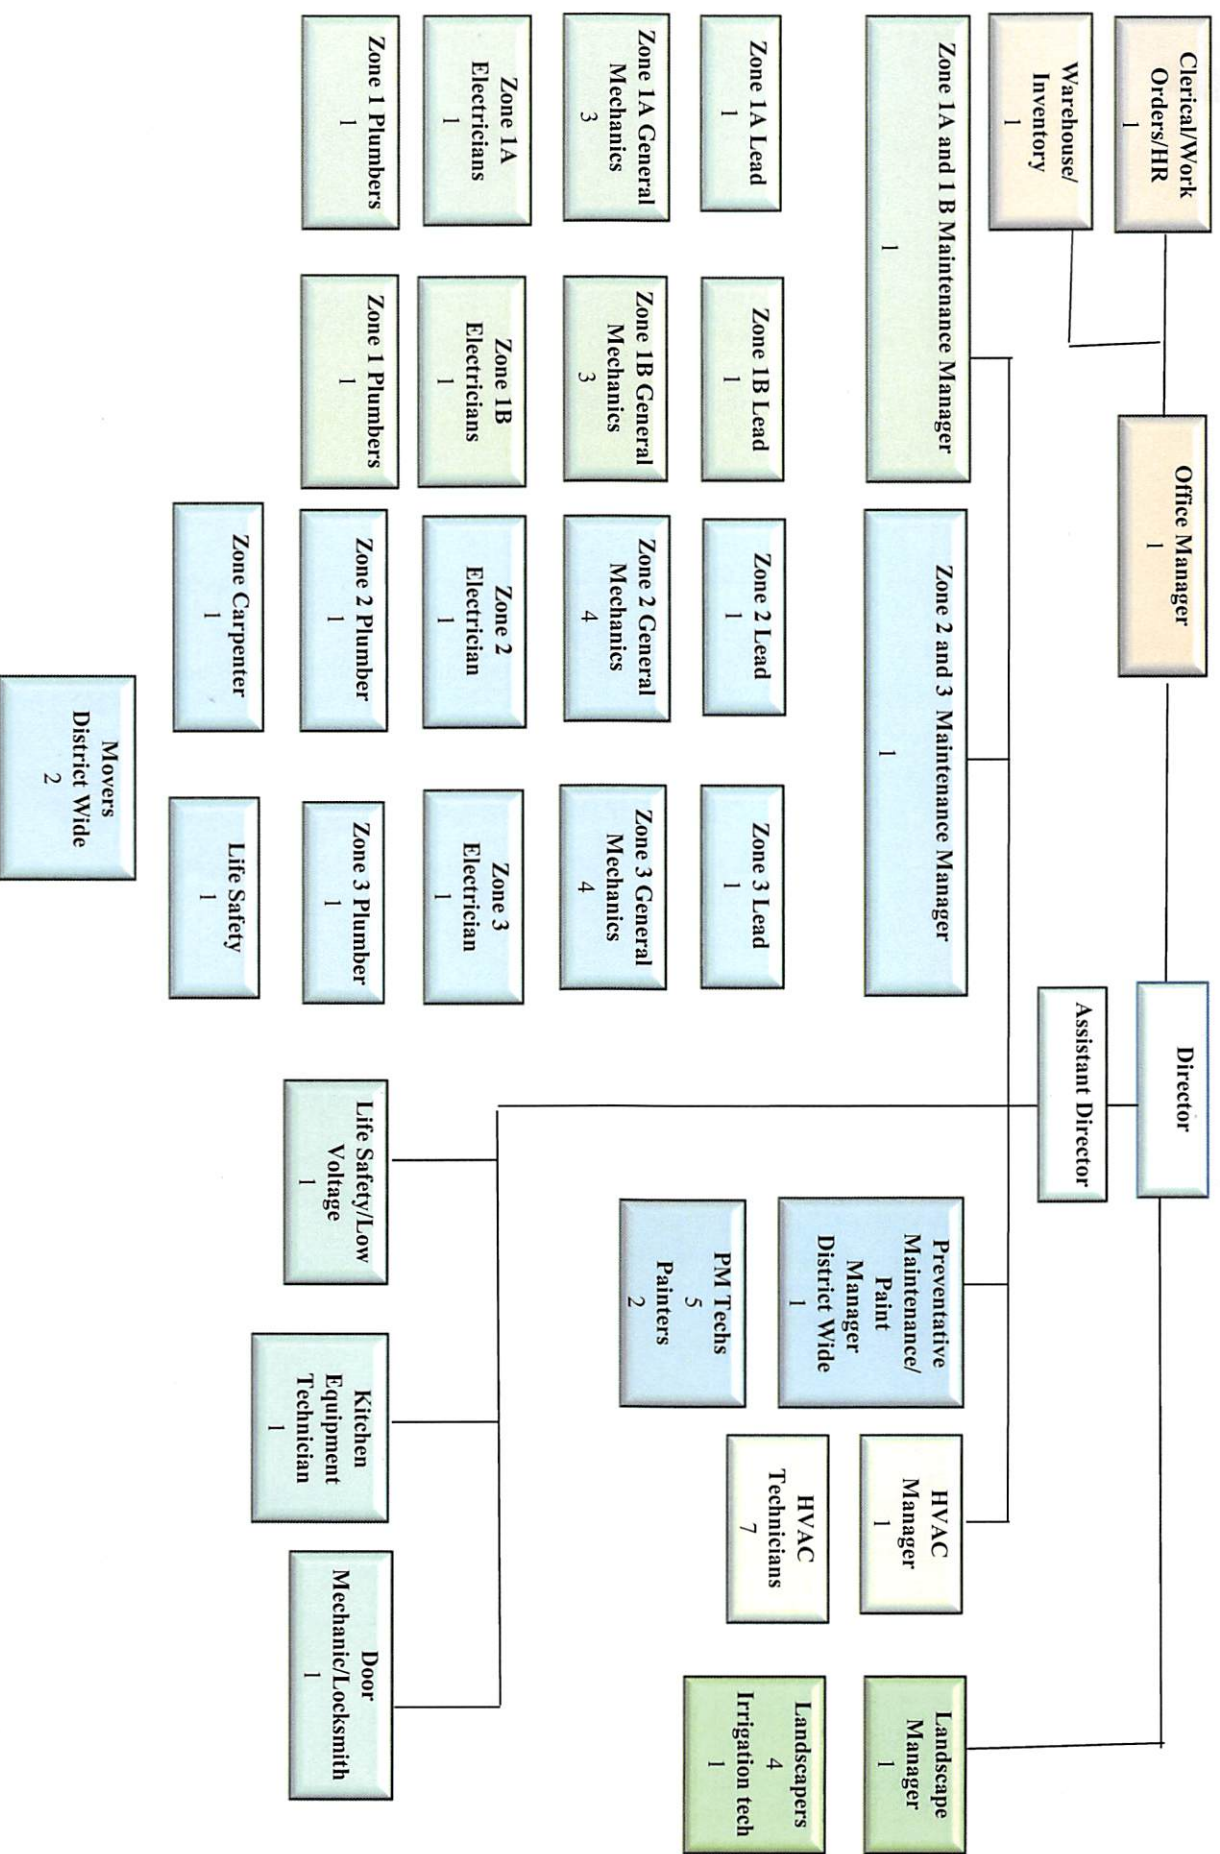 Director
Assistant Director
Office Manager
1
Clerical/Work
Orders/HR
1
Warehouse/
Inventory
1
Zone 1A and 1 B Maintenance Manager
1
Zone 2 and 3 Maintenance Manager
1
Preventative
Maintenance/
Paint
Manager
District Wide
1
HVAC
Manager
1
Landscape
Manager
1
Zone 1A Lead
1
Zone 1B Lead
1
Zone 2 Lead
1
Zone 3 Lead
1
PM Techs
5
Painters
2
HVAC
Technicians
7
Landscapers
4
Irrigation tech
1
Zone 1A General
Mechanics
3
Zone 1B General
Mechanics
3
Zone 2 General
Mechanics
4
Zone 3 General
Mechanics
4
Zone 1A
Electricians
1
Zone 1B
Electricians
1
Zone 2
Electrician
1
Zone 3
Electrician
1
Zone 1 Plumbers
1
Zone 1 Plumbers
1
Zone 2 Plumber
1
Zone 3 Plumber
1
Life Safety/Low
Voltage
1
Kitchen
Equipment
Technician
1
Door
Mechanic/Locksmith
1
Zone Carpenter
1
Life Safety
1
Movers
District Wide
2